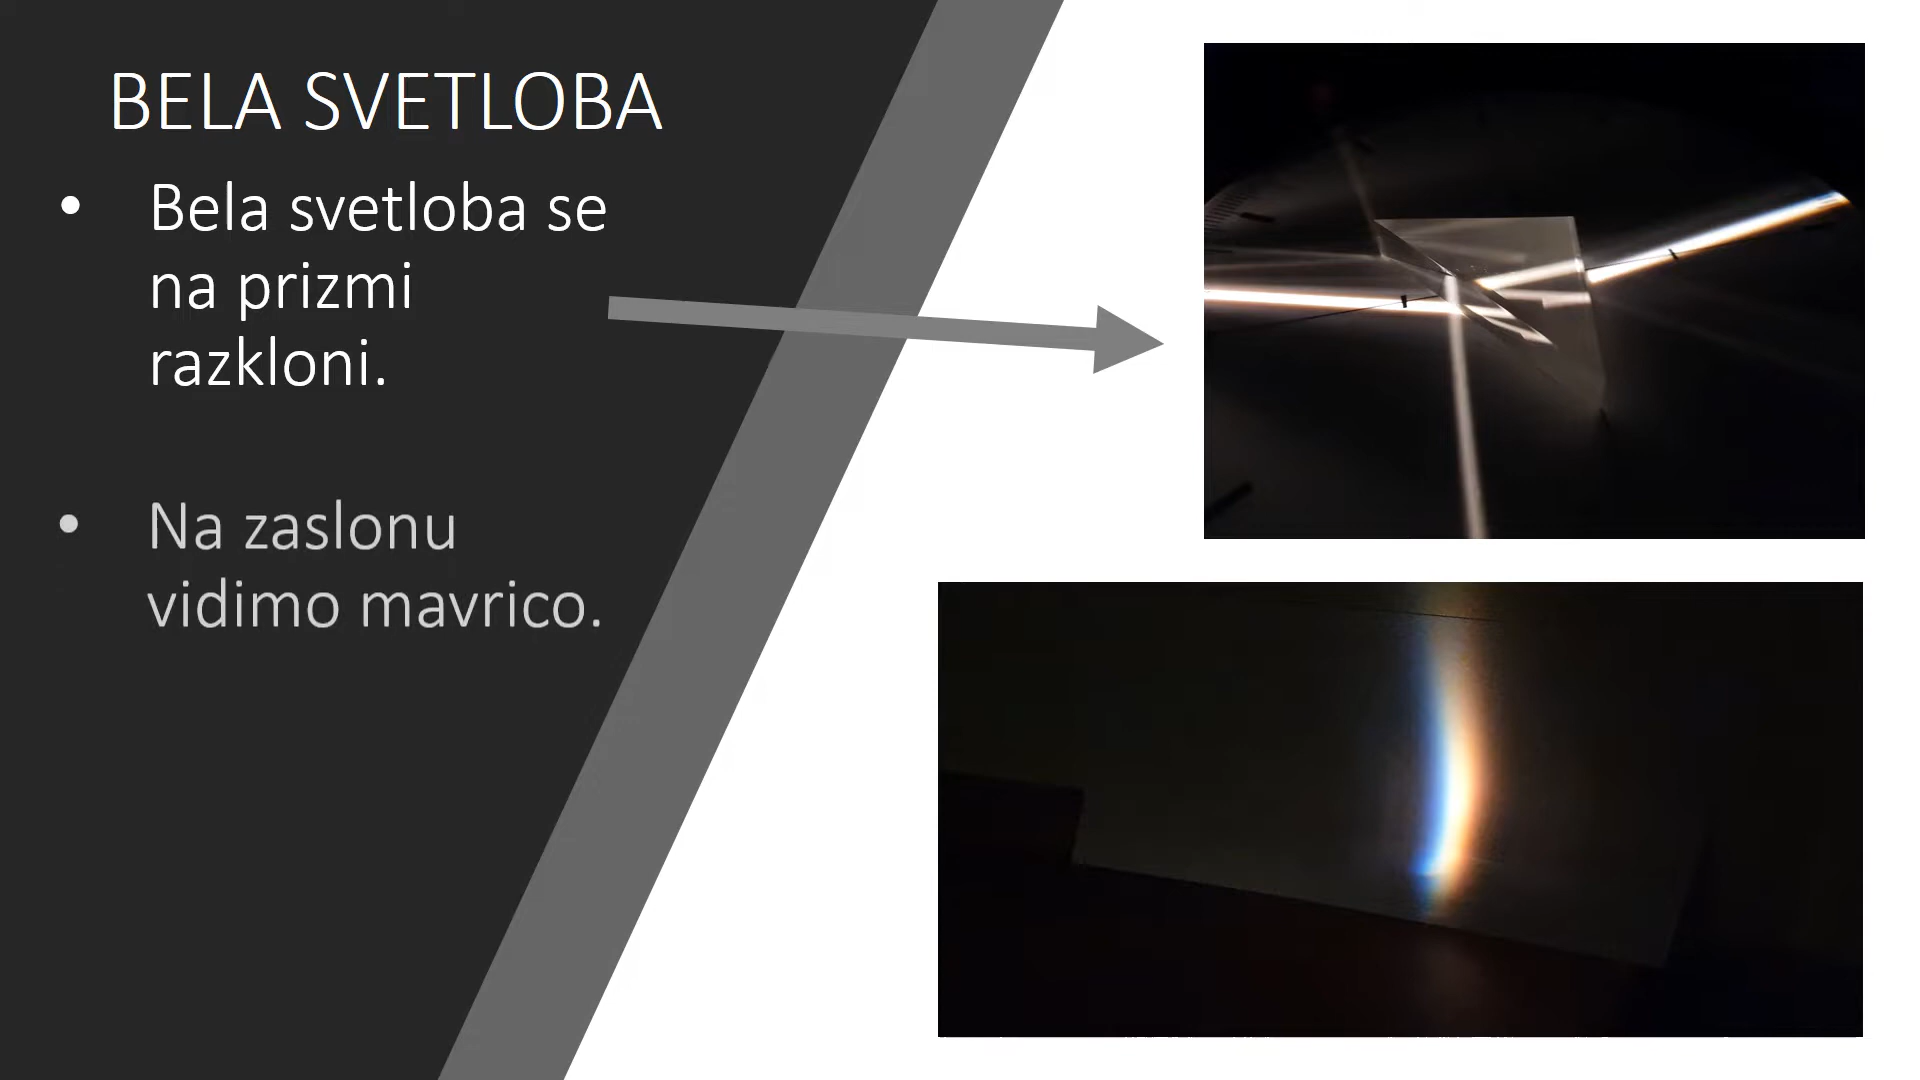 BELA SVETLOBA
• Bela svetloba se
na prizmi
razkloni.
• Na zaslonu
vidimo mavrico.